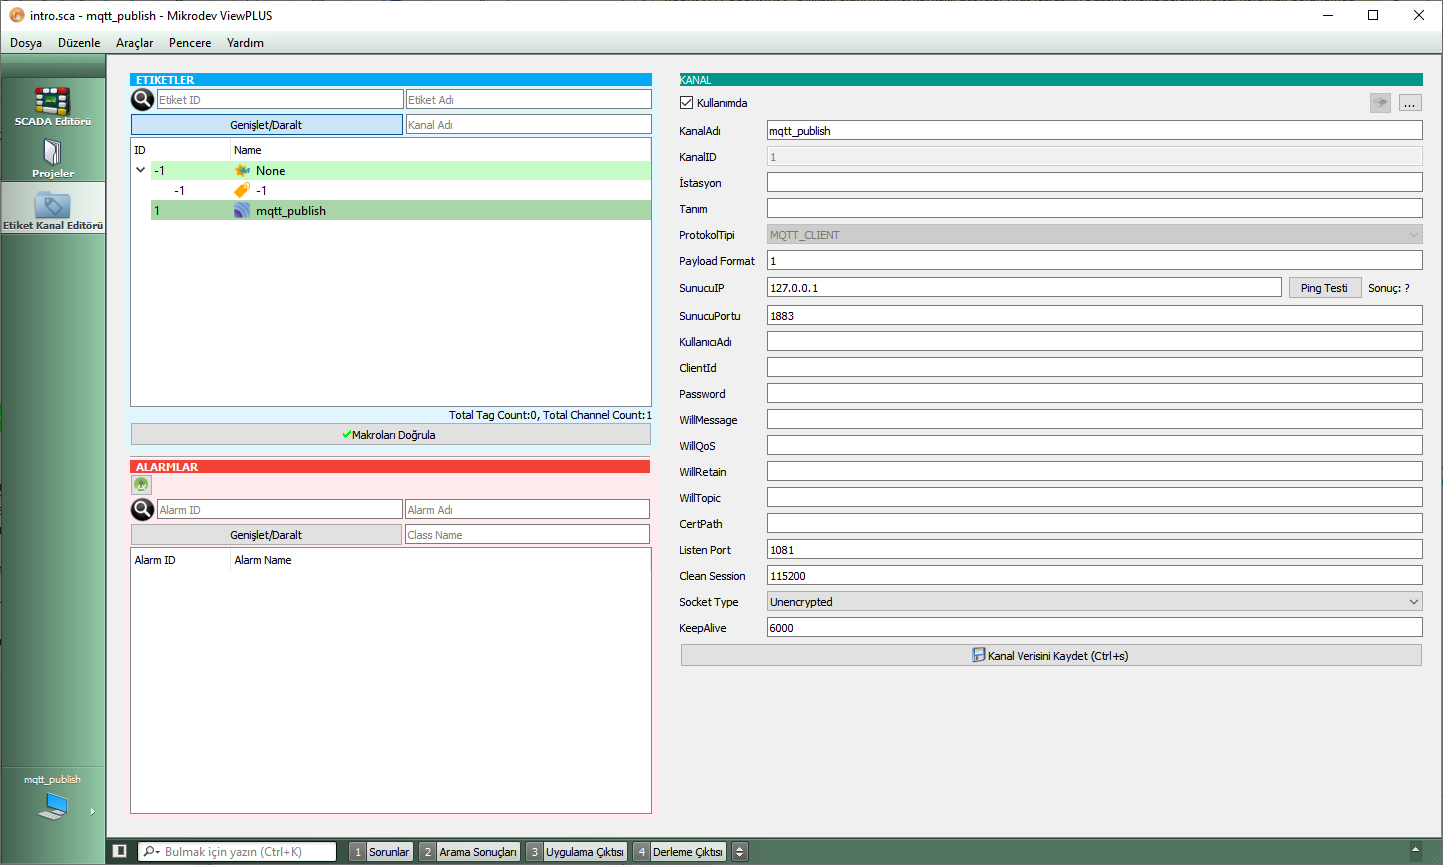 intro.sca - mqtt_publish - Mikrodev ViewPLUS
Dosya Düzenle Araçlar Pencere Yardım
SCADA Editörü
Projeler
Etiket Kanal Editörü
mqtt_publish
ETIKETLER
Etiket ID Etiket Adı
Genişlet/Daralt Kanal Adı
ID Name
-1 None
-1 -1
1 mqtt_publish
Total Tag Count:0, Total Channel Count:1
Makroları Doğrula
ALARMLAR
Alarm ID Alarm Adı
Genişlet/Daralt Class Name
Alarm ID Alarm Name
KANAL
Kullanımda ...
KanalAdı mqtt_publish
KanalID 1
İstasyon
Tanım
ProtokolTipi MQTT_CLIENT
Payload Format 1
SunucuIP 127.0.0.1 Ping Testi Sonuç: ?
SunucuPortu 1883
KullanıcıAdı
ClientId
Password
WillMessage
WillQoS
WillRetain
WillTopic
CertPath
Listen Port 1081
Clean Session 115200
Socket Type Unencrypted
KeepAlive 6000
Kanal Verisini Kaydet (Ctrl+s)
Bulmak için yazın (Ctrl+K) 1 Sorunlar 2 Arama Sonuçları 3 Uygulama Çıktısı 4 Derleme Çıktısı